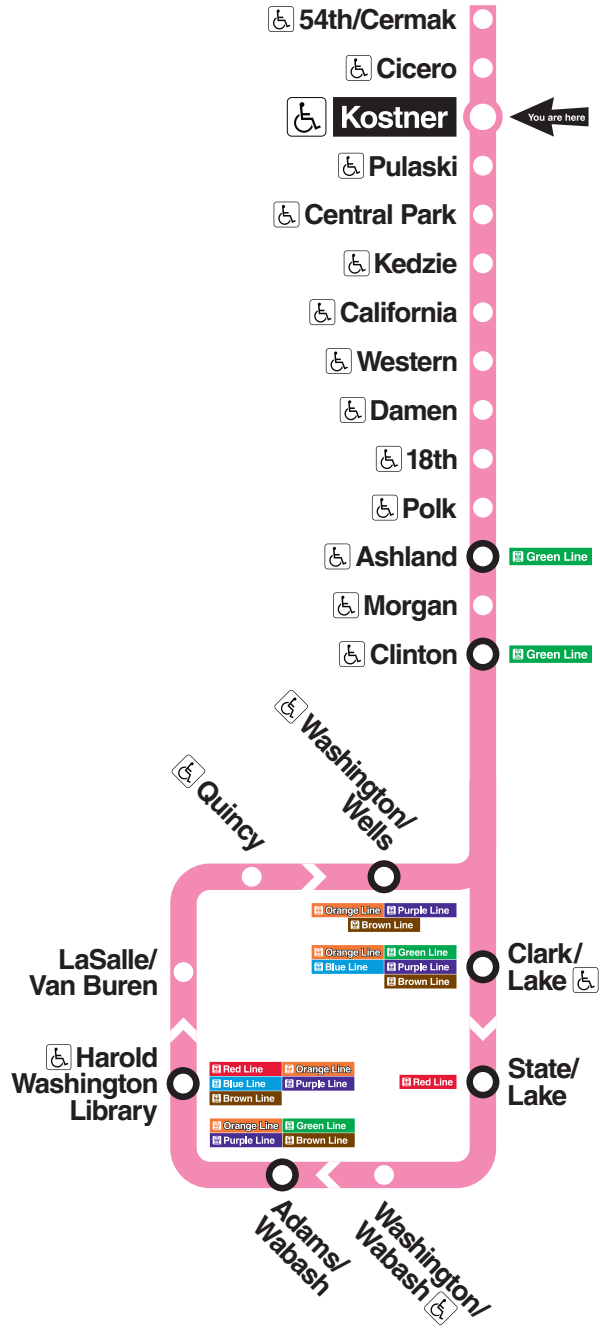 54th/Cermak
Cicero
Kostner
You are here
Pulaski
Central Park
Kedzie
California
Western
Damen
18th
Polk
Ashland
Green Line
Morgan
Clinton
Green Line
Washington/
Wells
Quincy
Orange Line
Purple Line
Brown Line
Orange Line
Green Line
Blue Line
Purple Line
Brown Line
Clark/
Lake
LaSalle/
Van Buren
Harold
Washington
Library
Red Line
Orange Line
Blue Line
Purple Line
Brown Line
Red Line
State/
Lake
Orange Line
Green Line
Purple Line
Brown Line
Adams/
Wabash
Washington/
Wabash